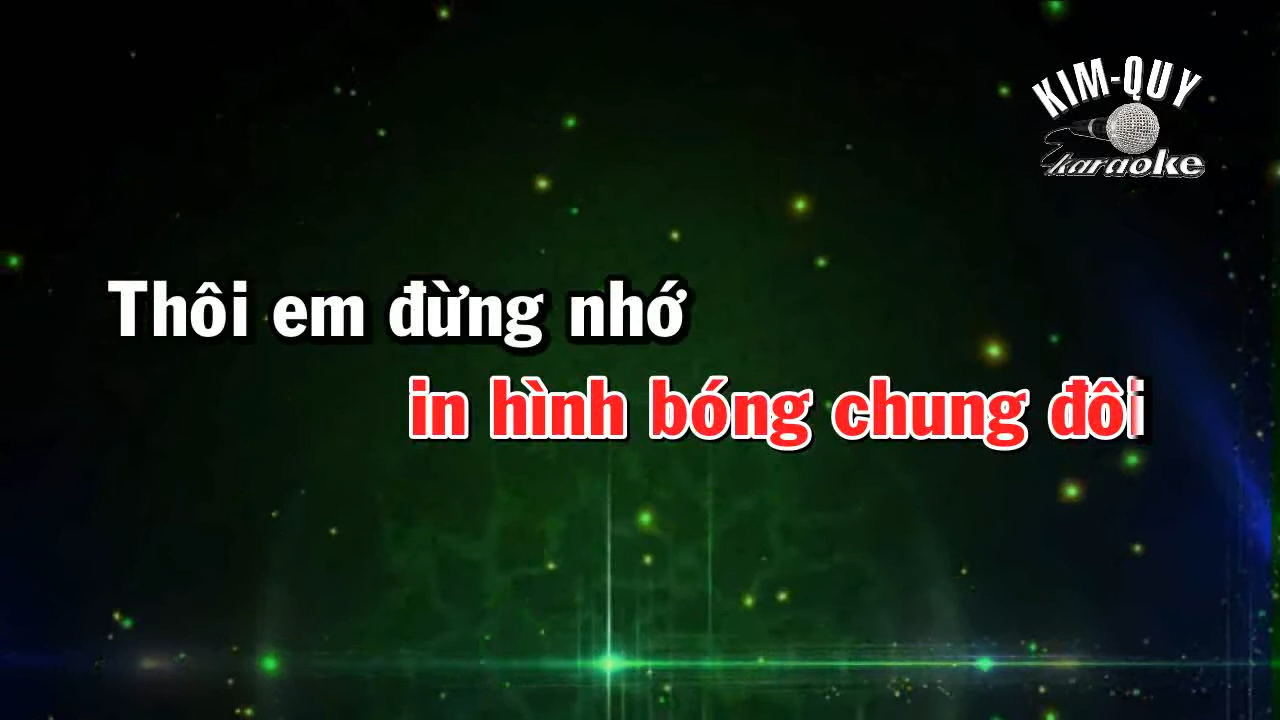 KIM-QUY
karaoke
Thôi em đừng nhớ
in hình bóng chung đôi